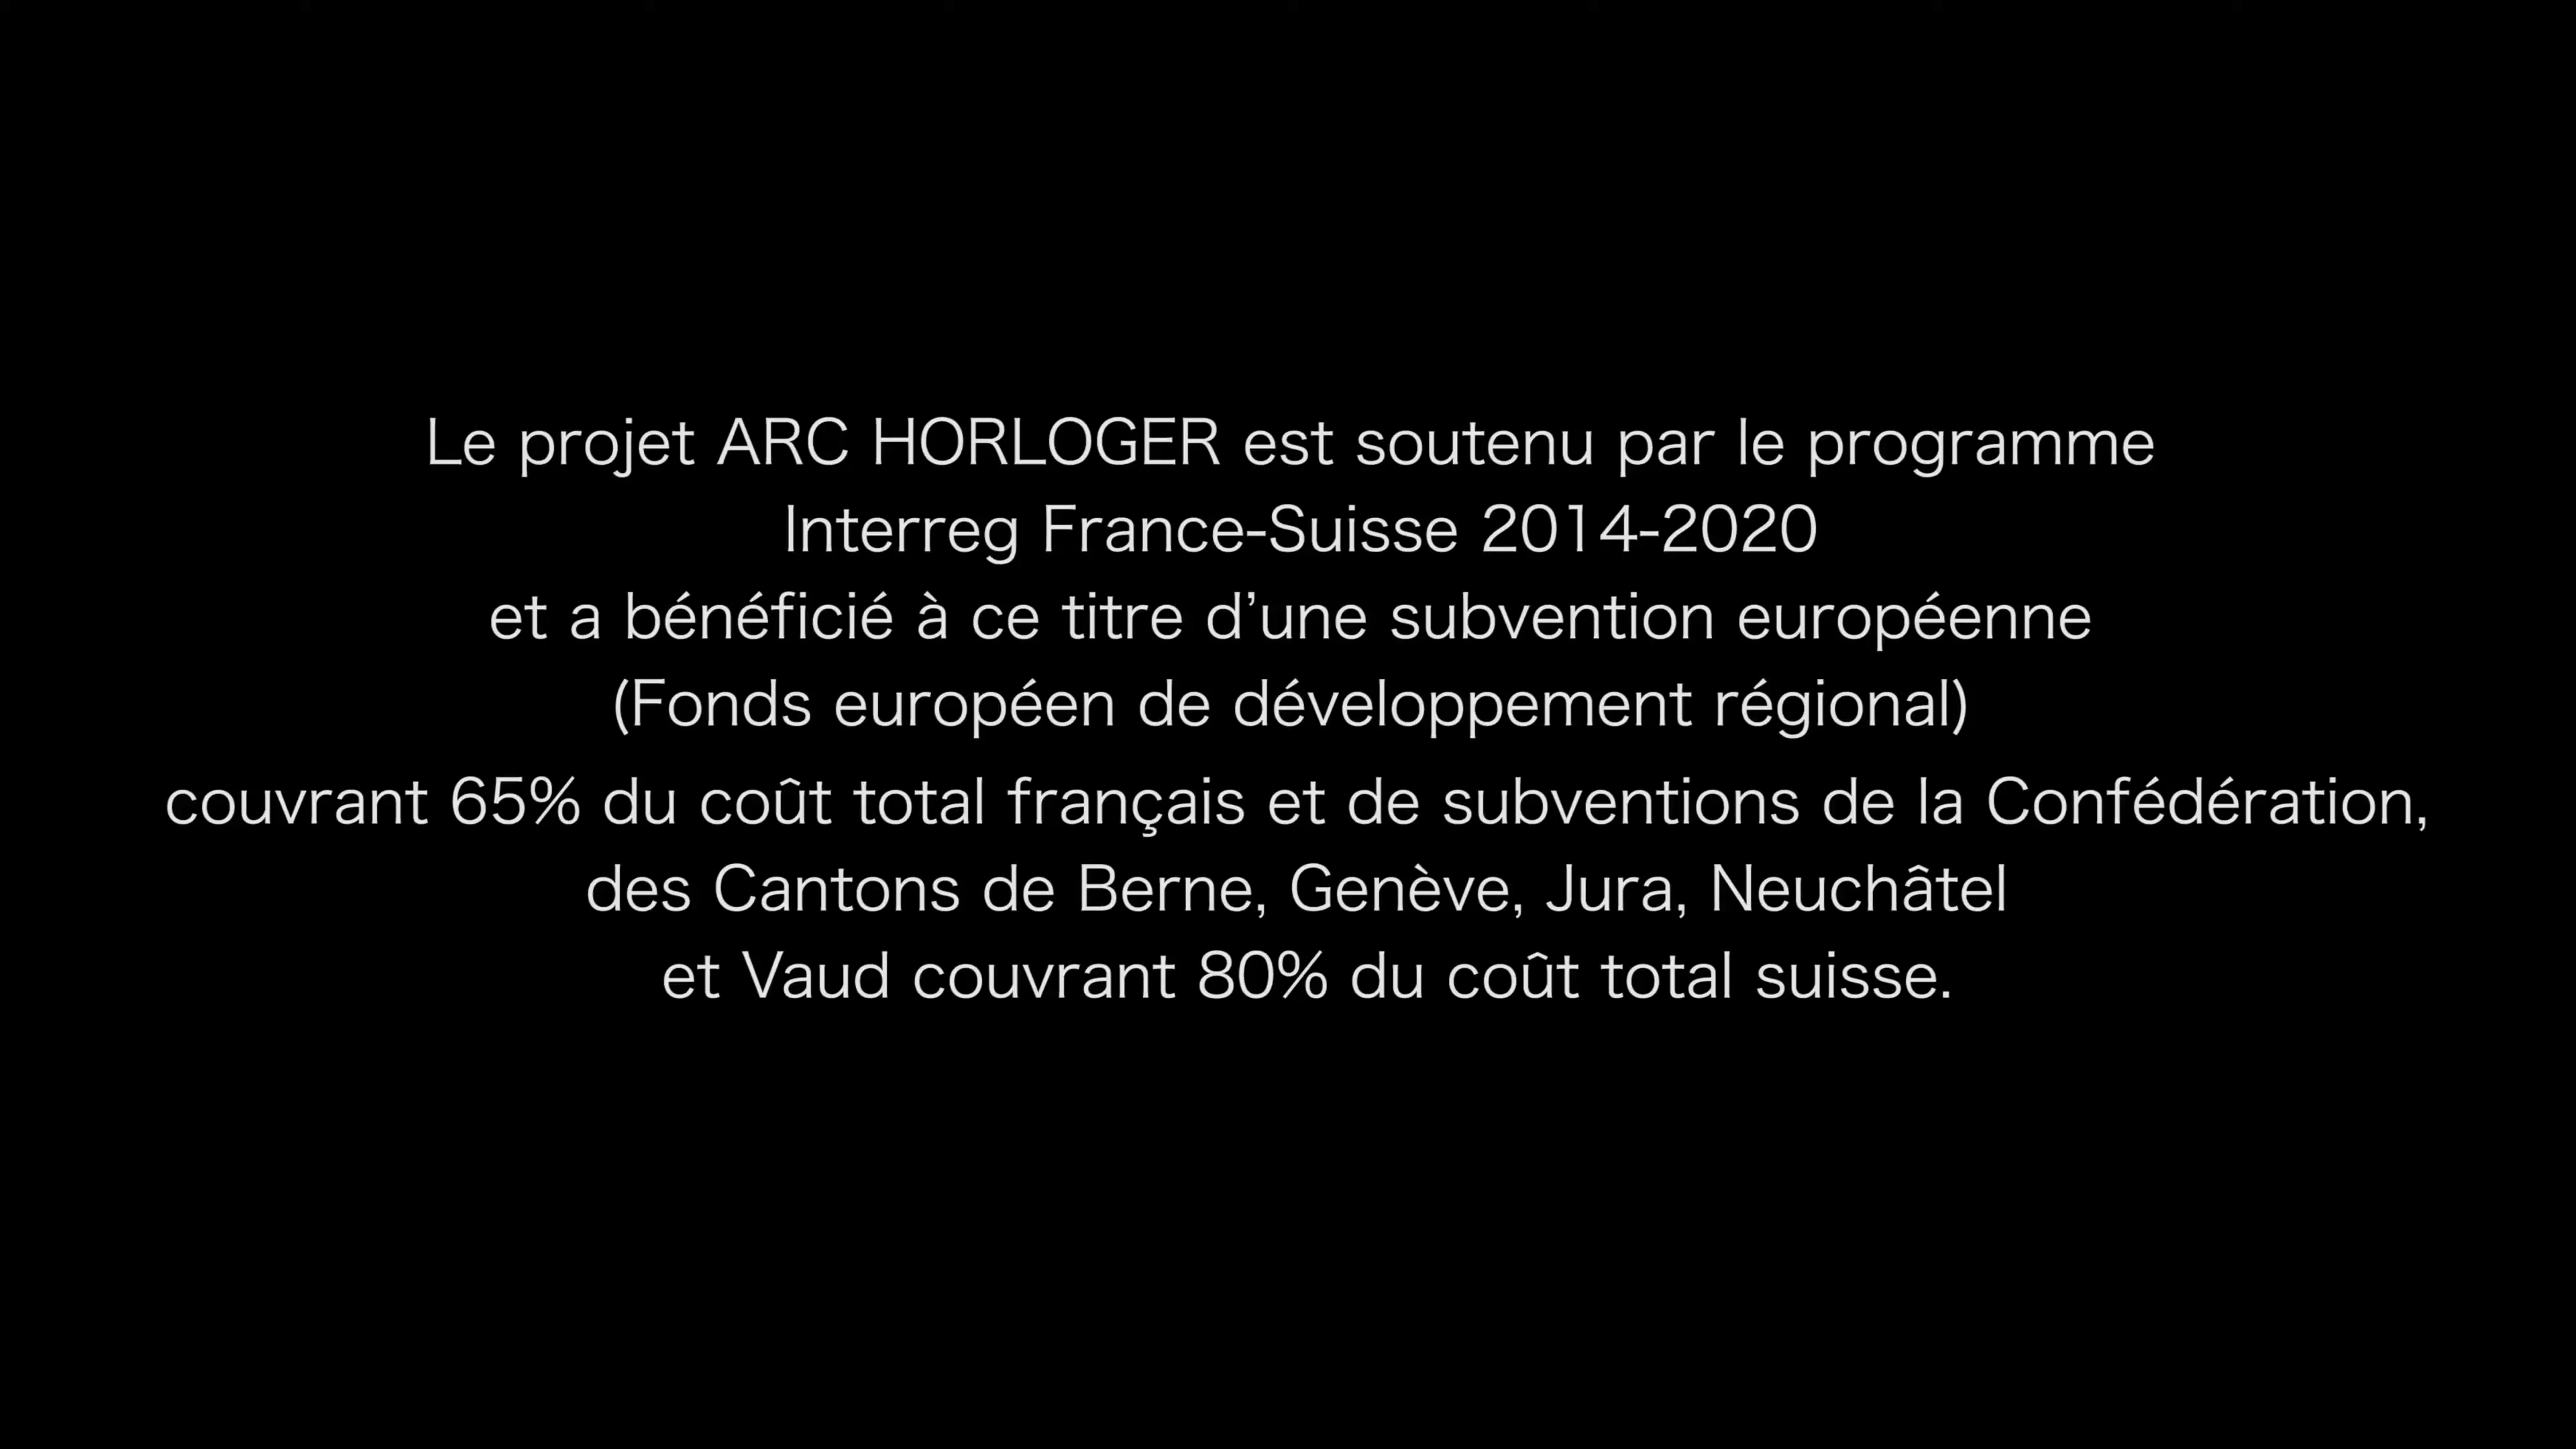 Le projet ARC HORLOGER est soutenu par le programme
Interreg France-Suisse 2014-2020
et a bénéficié à ce titre d’une subvention européenne
(Fonds européen de développement régional)
couvrant 65% du coût total français et de subventions de la Confédération,
des Cantons de Berne, Genève, Jura, Neuchâtel
et Vaud couvrant 80% du coût total suisse.